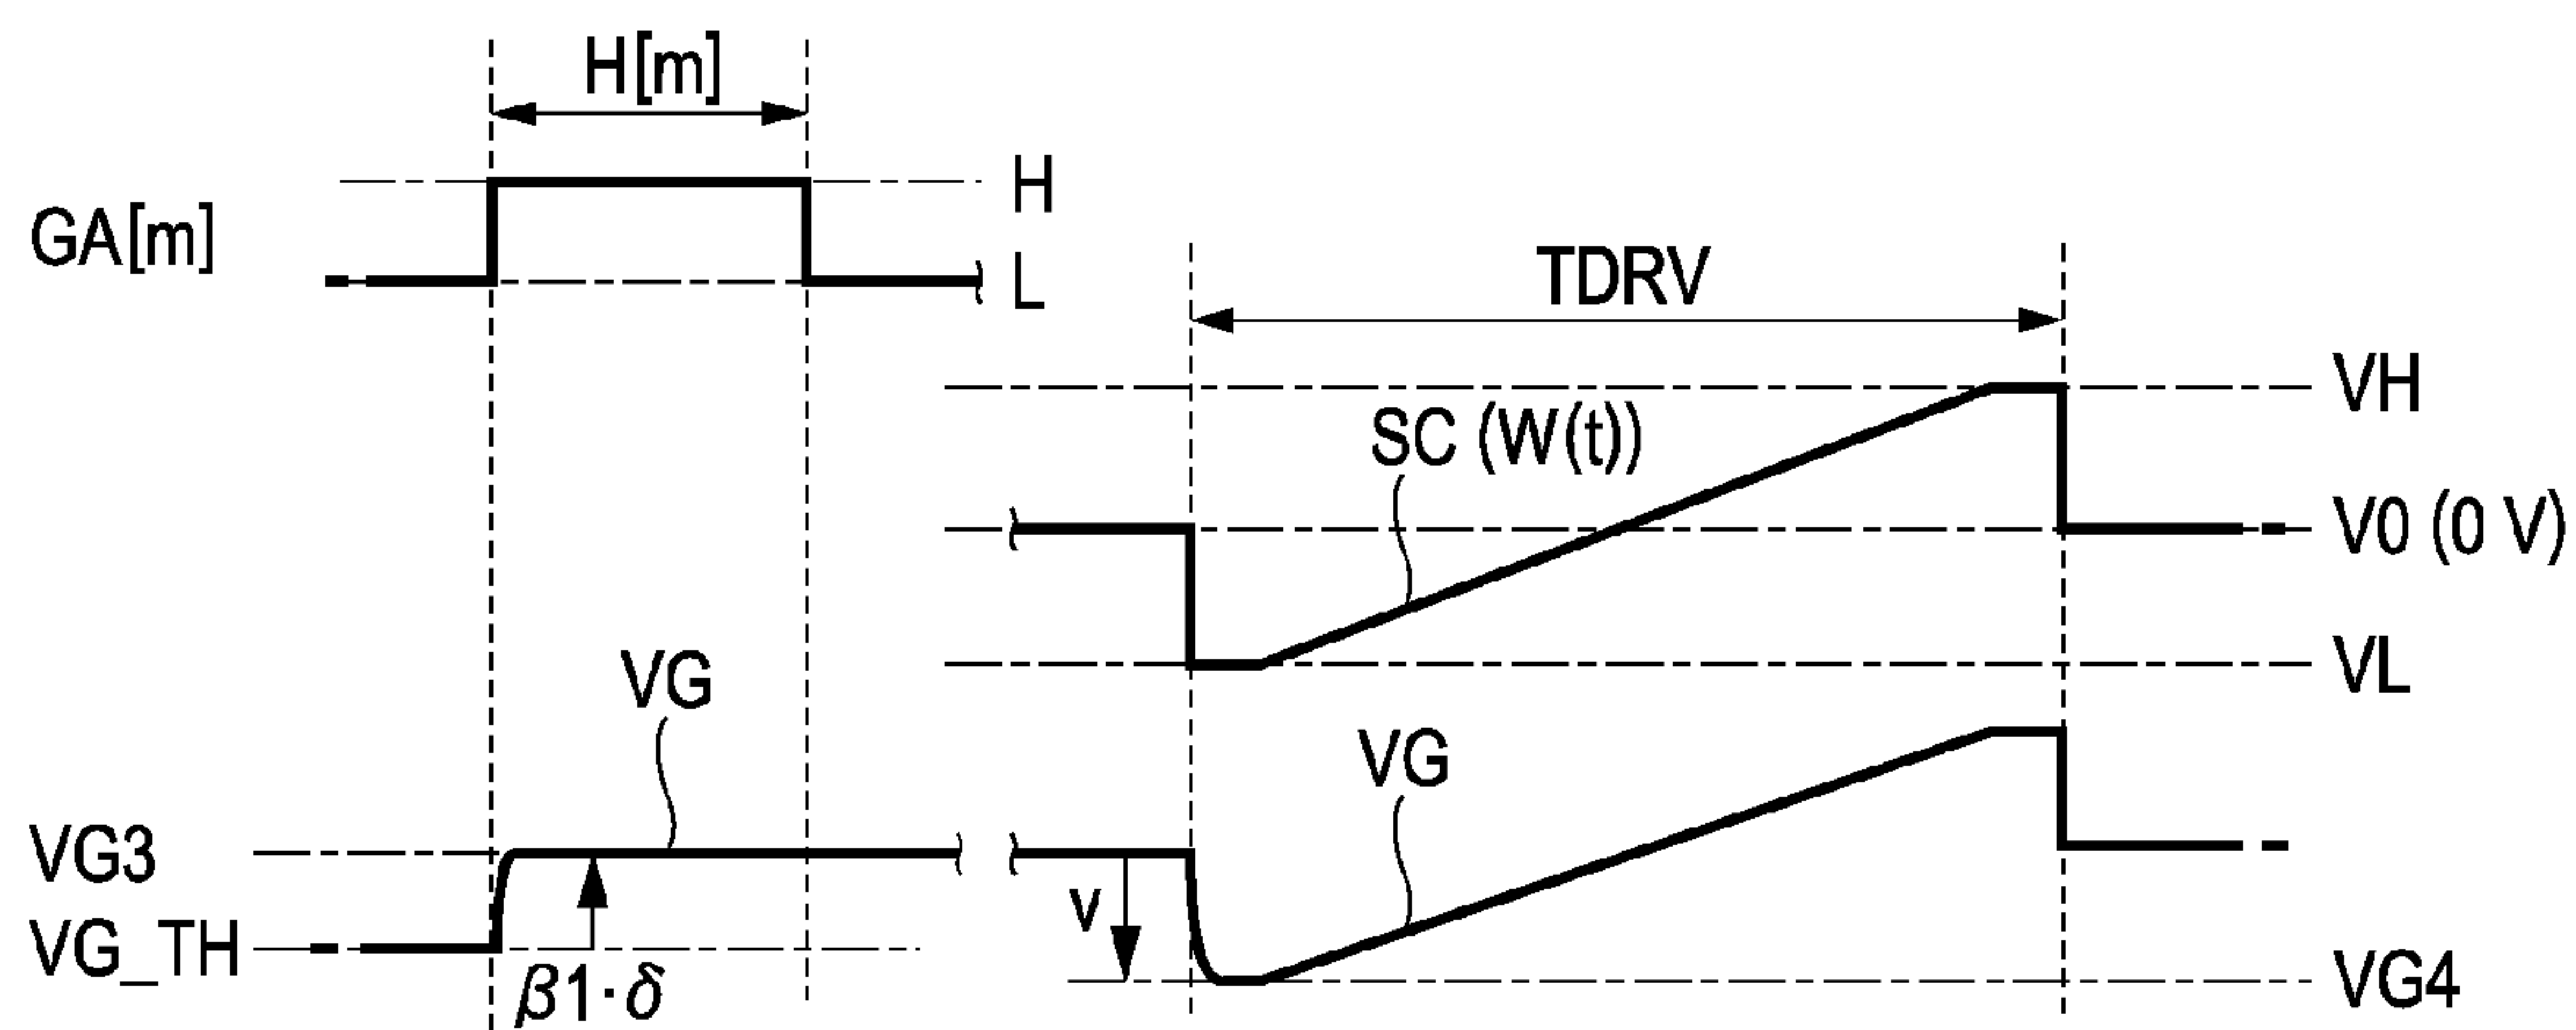 H[m]
GA[m]
H
L
TDRV
VH
SC (W(t))
V0 (0 V)
VL
VG
VG
VG3
v
VG_TH
β1·δ
VG4